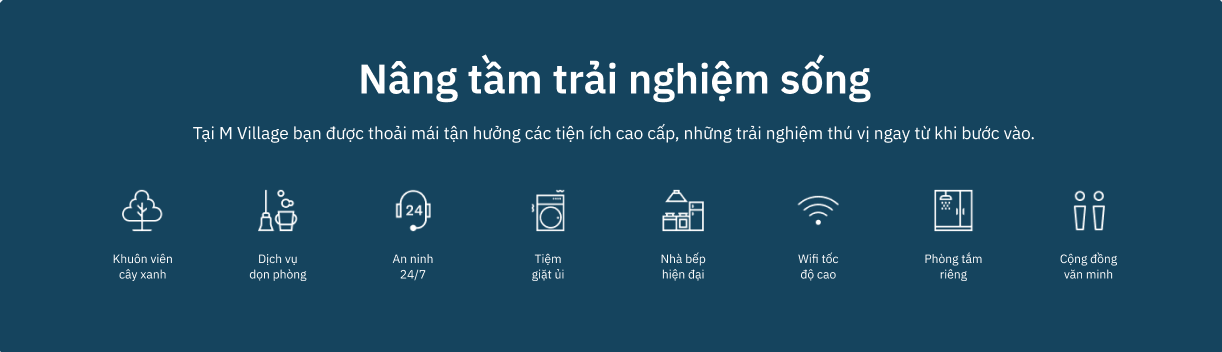 Nâng tầm trải nghiệm sống
Tại M Village bạn được thoải mái tận hưởng các tiện ích cao cấp, những trải nghiệm thú vị ngay từ khi bước vào.
24
Khuôn viên
cây xanh
Dịch vụ
dọn phòng
An ninh
24/7
Tiệm
giặt ủi
Nhà bếp
hiện đại
Wifi tốc
độ cao
Phòng tắm
riêng
Cộng đồng
văn minh